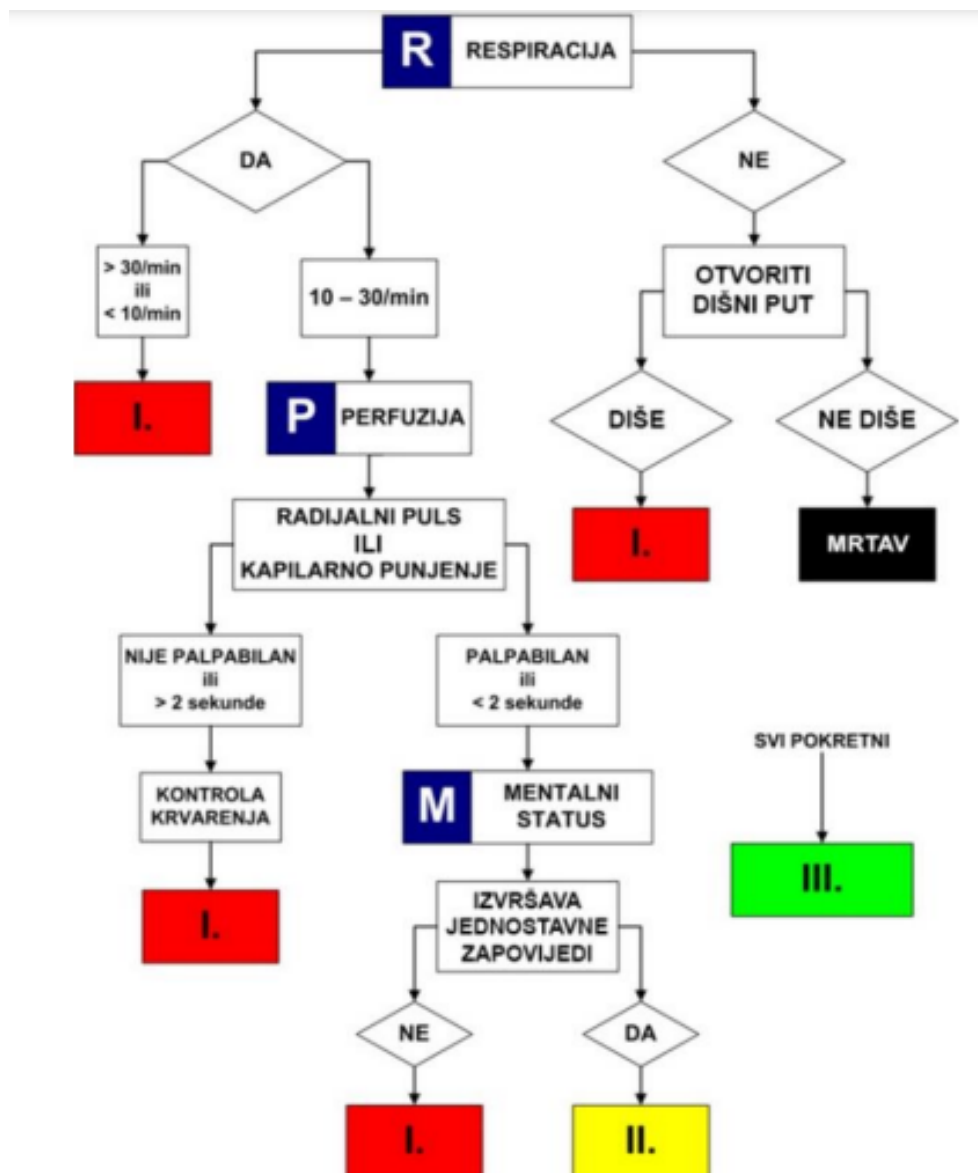 R RESPIRACIJA
DA
NE
> 30/min
ili
< 10/min
10 – 30/min
OTVORITI
DIŠNI PUT
I.
P PERFUZIJA
DIŠE
NE DIŠE
RADIJALNI PULS
ILI
KAPILARNO PUNJENJE
I.
MRTAV
NIJE PALPABILAN
ili
> 2 sekunde
PALPABILAN
ili
< 2 sekunde
SVI POKRETNI
KONTROLA
KRVARENJA
M MENTALNI
STATUS
III.
I.
IZVRŠAVA
JEDNOSTAVNE
ZAPOVIJEDI
NE
DA
I.
II.